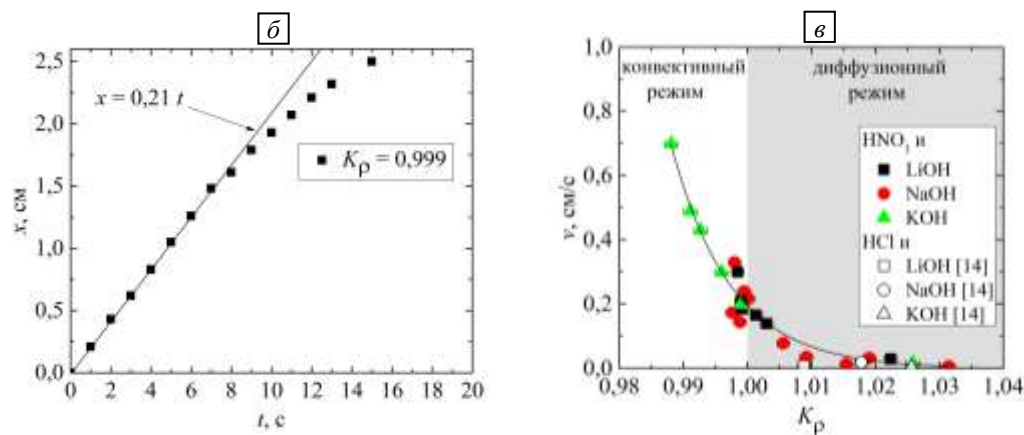 б
2,5
2,0
1,5
1,0
0,5
0,0
x, см
x = 0,21 t
Kρ = 0,999
0 2 4 6 8 10 12 14 16 18 20
t, с
в
1,0
0,8
0,6
0,4
0,2
0,0
v, см/с
конвективный
режим
диффузионный
режим
HNO₃ и
LiOH
NaOH
KOH
HCl и
LiOH [14]
NaOH [14]
KOH [14]
0,98 0,99 1,00 1,01 1,02 1,03 1,04
Kρ